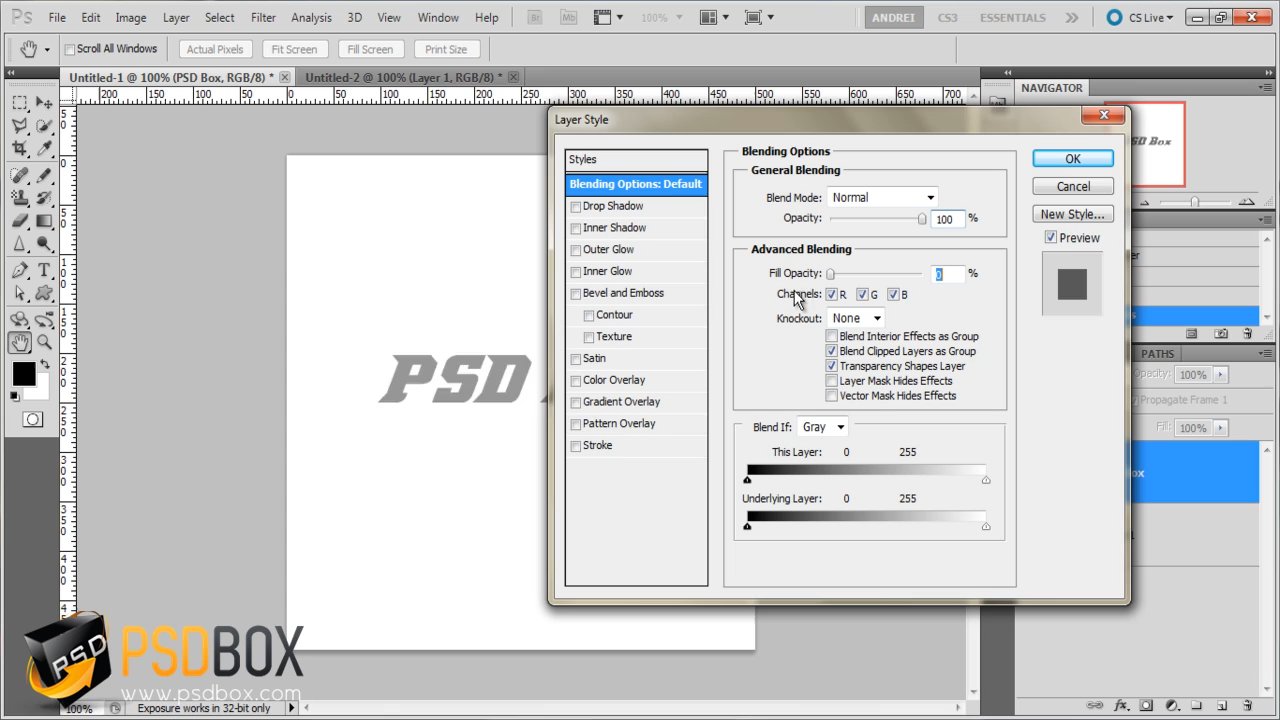 Ps File Edit Image Layer Select Filter Analysis 3D View Window Help Br Mb 100% ANDREI CS3 ESSENTIALS CS Live
Scroll All Windows Actual Pixels Fit Screen Fill Screen Print Size
Untitled-1 @ 100% (PSD Box, RGB/8) * Untitled-2 @ 100% (Layer 1, RGB/8) *
NAVIGATOR
200 150 100 50 0 50 100 150 200 250 300 350 400 450 500 550 600 650 700
Layer Style
Styles
Blending Options: Default
Drop Shadow
Inner Shadow
Outer Glow
Inner Glow
Bevel and Emboss
Contour
Texture
Satin
Color Overlay
Gradient Overlay
Pattern Overlay
Stroke
Blending Options
General Blending
Blend Mode: Normal
Opacity: 100 %
Advanced Blending
Fill Opacity: 0 %
Channels: R G B
Knockout: None
Blend Interior Effects as Group
Blend Clipped Layers as Group
Transparency Shapes Layer
Layer Mask Hides Effects
Vector Mask Hides Effects
Blend If: Gray
This Layer: 0 255
Underlying Layer: 0 255
OK
Cancel
New Style...
Preview
PSD
Box
PATHS
Opacity: 100%
Propagate Frame 1
Fill: 100%
ox
PSD
PSDBOX
www.psdbox.com
100% Exposure works in 32-bit only
fx